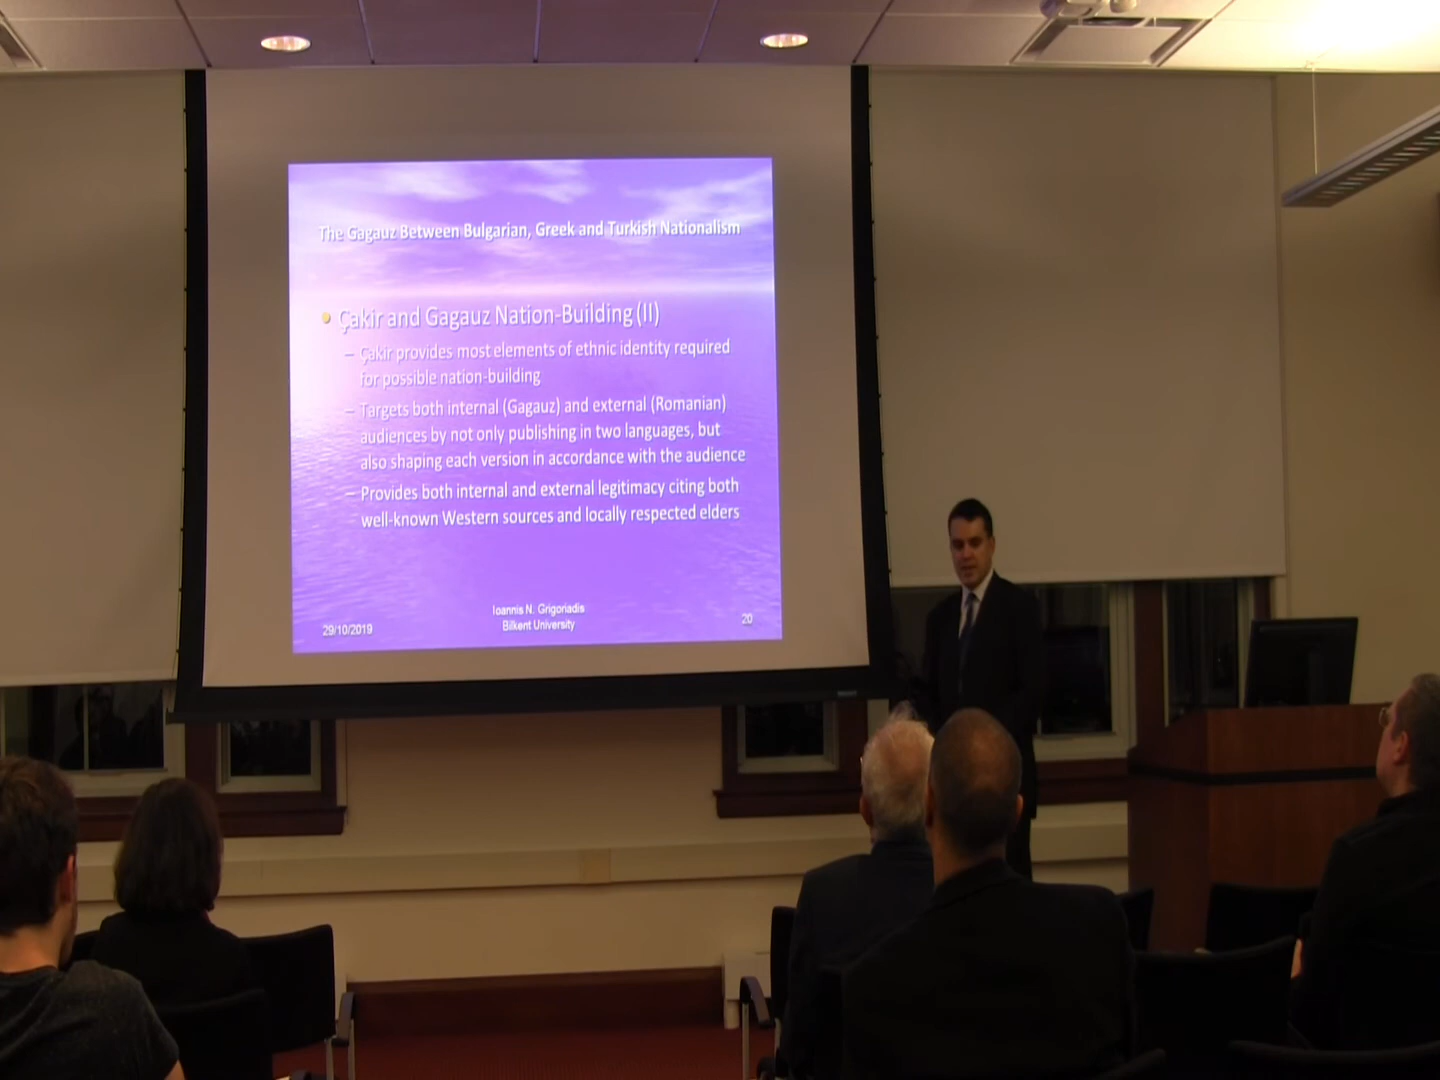 The Gagauz Between Bulgarian, Greek and Turkish Nationalism
• Çakir and Gagauz Nation-Building (II)
– Çakir provides most elements of ethnic identity required
for possible nation-building
– Targets both internal (Gagauz) and external (Romanian)
audiences by not only publishing in two languages, but
also shaping each version in accordance with the audience
– Provides both internal and external legitimacy citing both
well-known Western sources and locally respected elders
29/10/2019
Ioannis N. Grigoriadis
Bilkent University
20